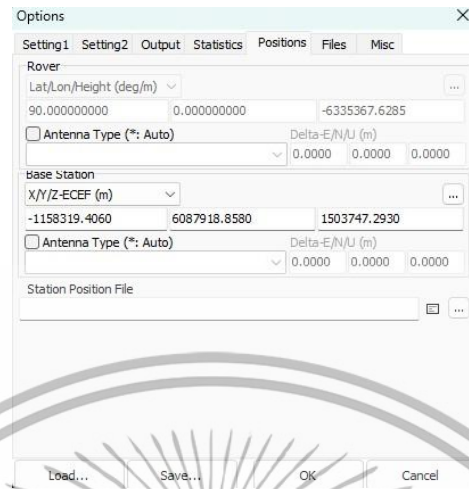 Options
Setting1 Setting2 Output Statistics Positions Files Misc
Rover
Lat/Lon/Height (deg/m)
...
90.000000000 0.000000000 -6335367.6285
Antenna Type (*: Auto) Delta-E/N/U (m)
0.0000 0.0000 0.0000
Base Station
X/Y/Z-ECEF (m)
...
-1158319.4060 6087918.8580 1503747.2930
Antenna Type (*: Auto) Delta-E/N/U (m)
0.0000 0.0000 0.0000
Station Position File
...
Load... Save... OK Cancel